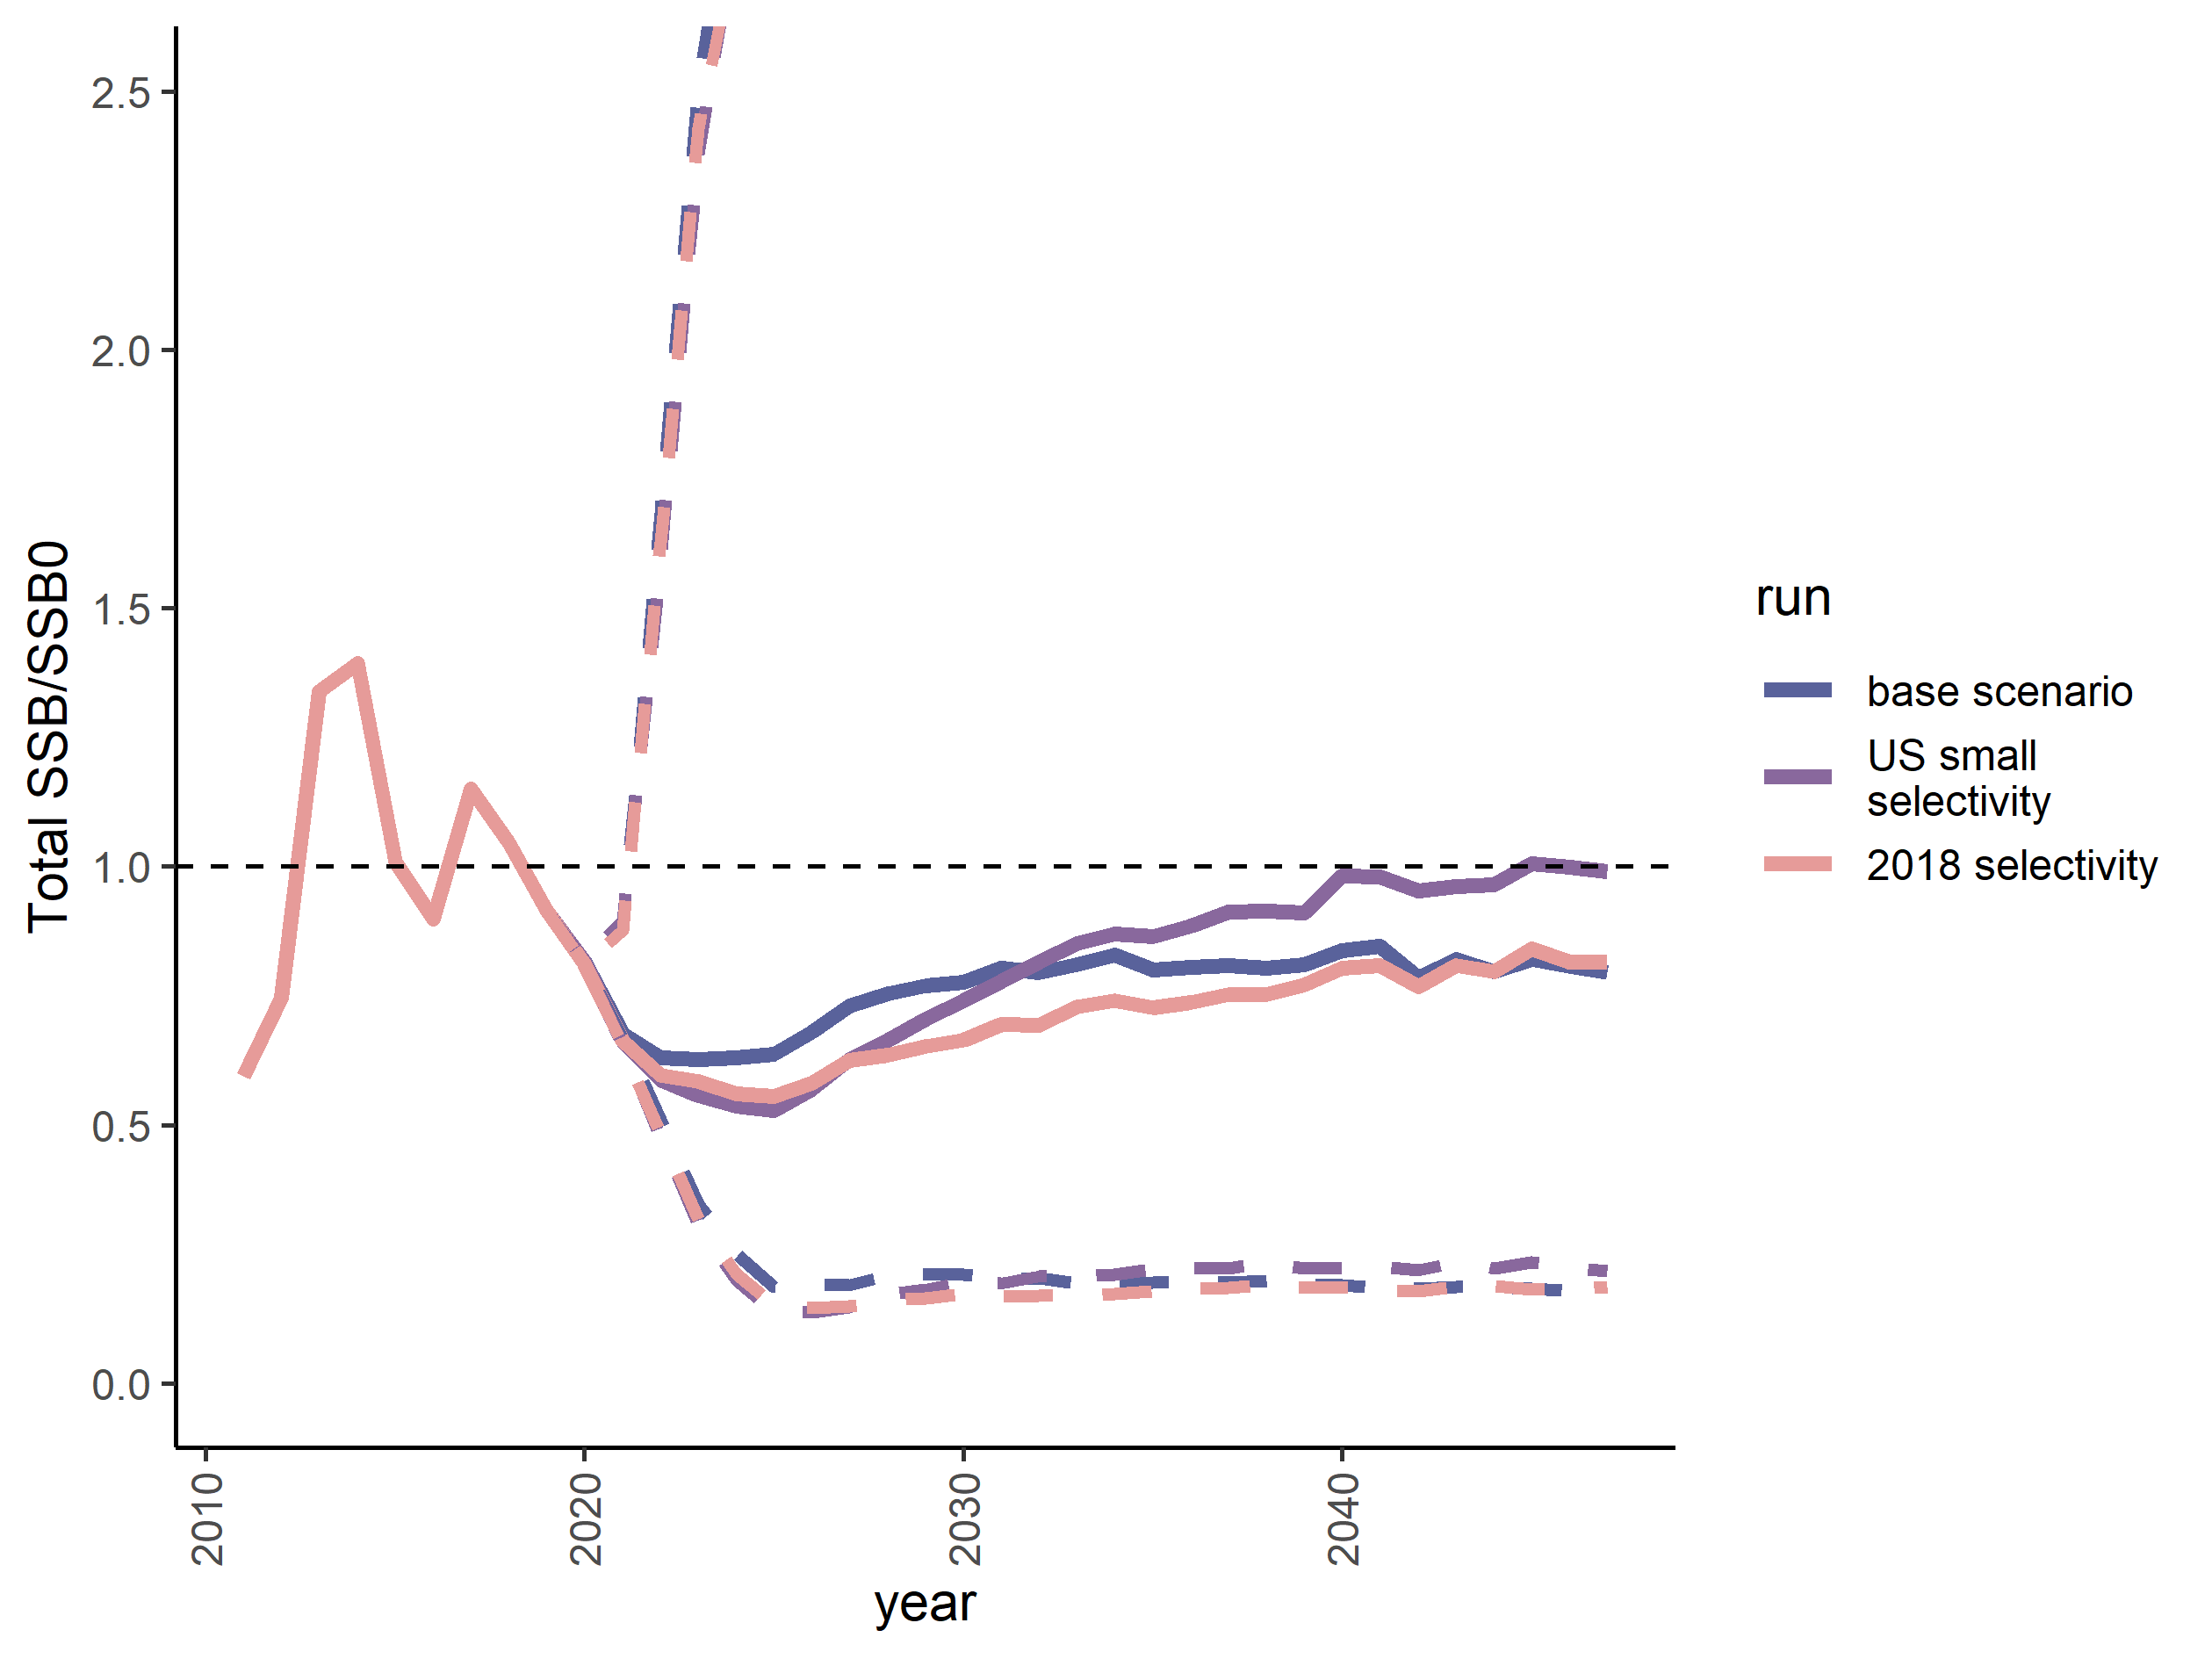 2.5
2.0
1.5
1.0
0.5
0.0
Total SSB/SSB0
2010
2020
2030
2040
year
run
base scenario
US small
selectivity
2018 selectivity